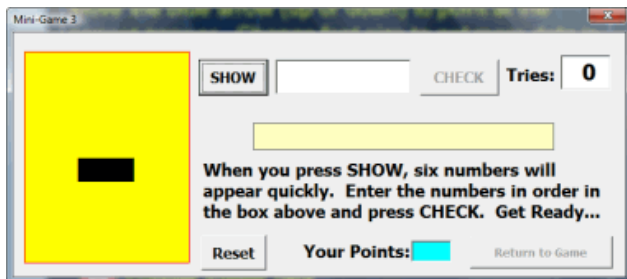 Mini-Game 3
SHOW CHECK Tries: 0
When you press SHOW, six numbers will
appear quickly. Enter the numbers in order in
the box above and press CHECK. Get Ready...
Reset Your Points: Return to Game